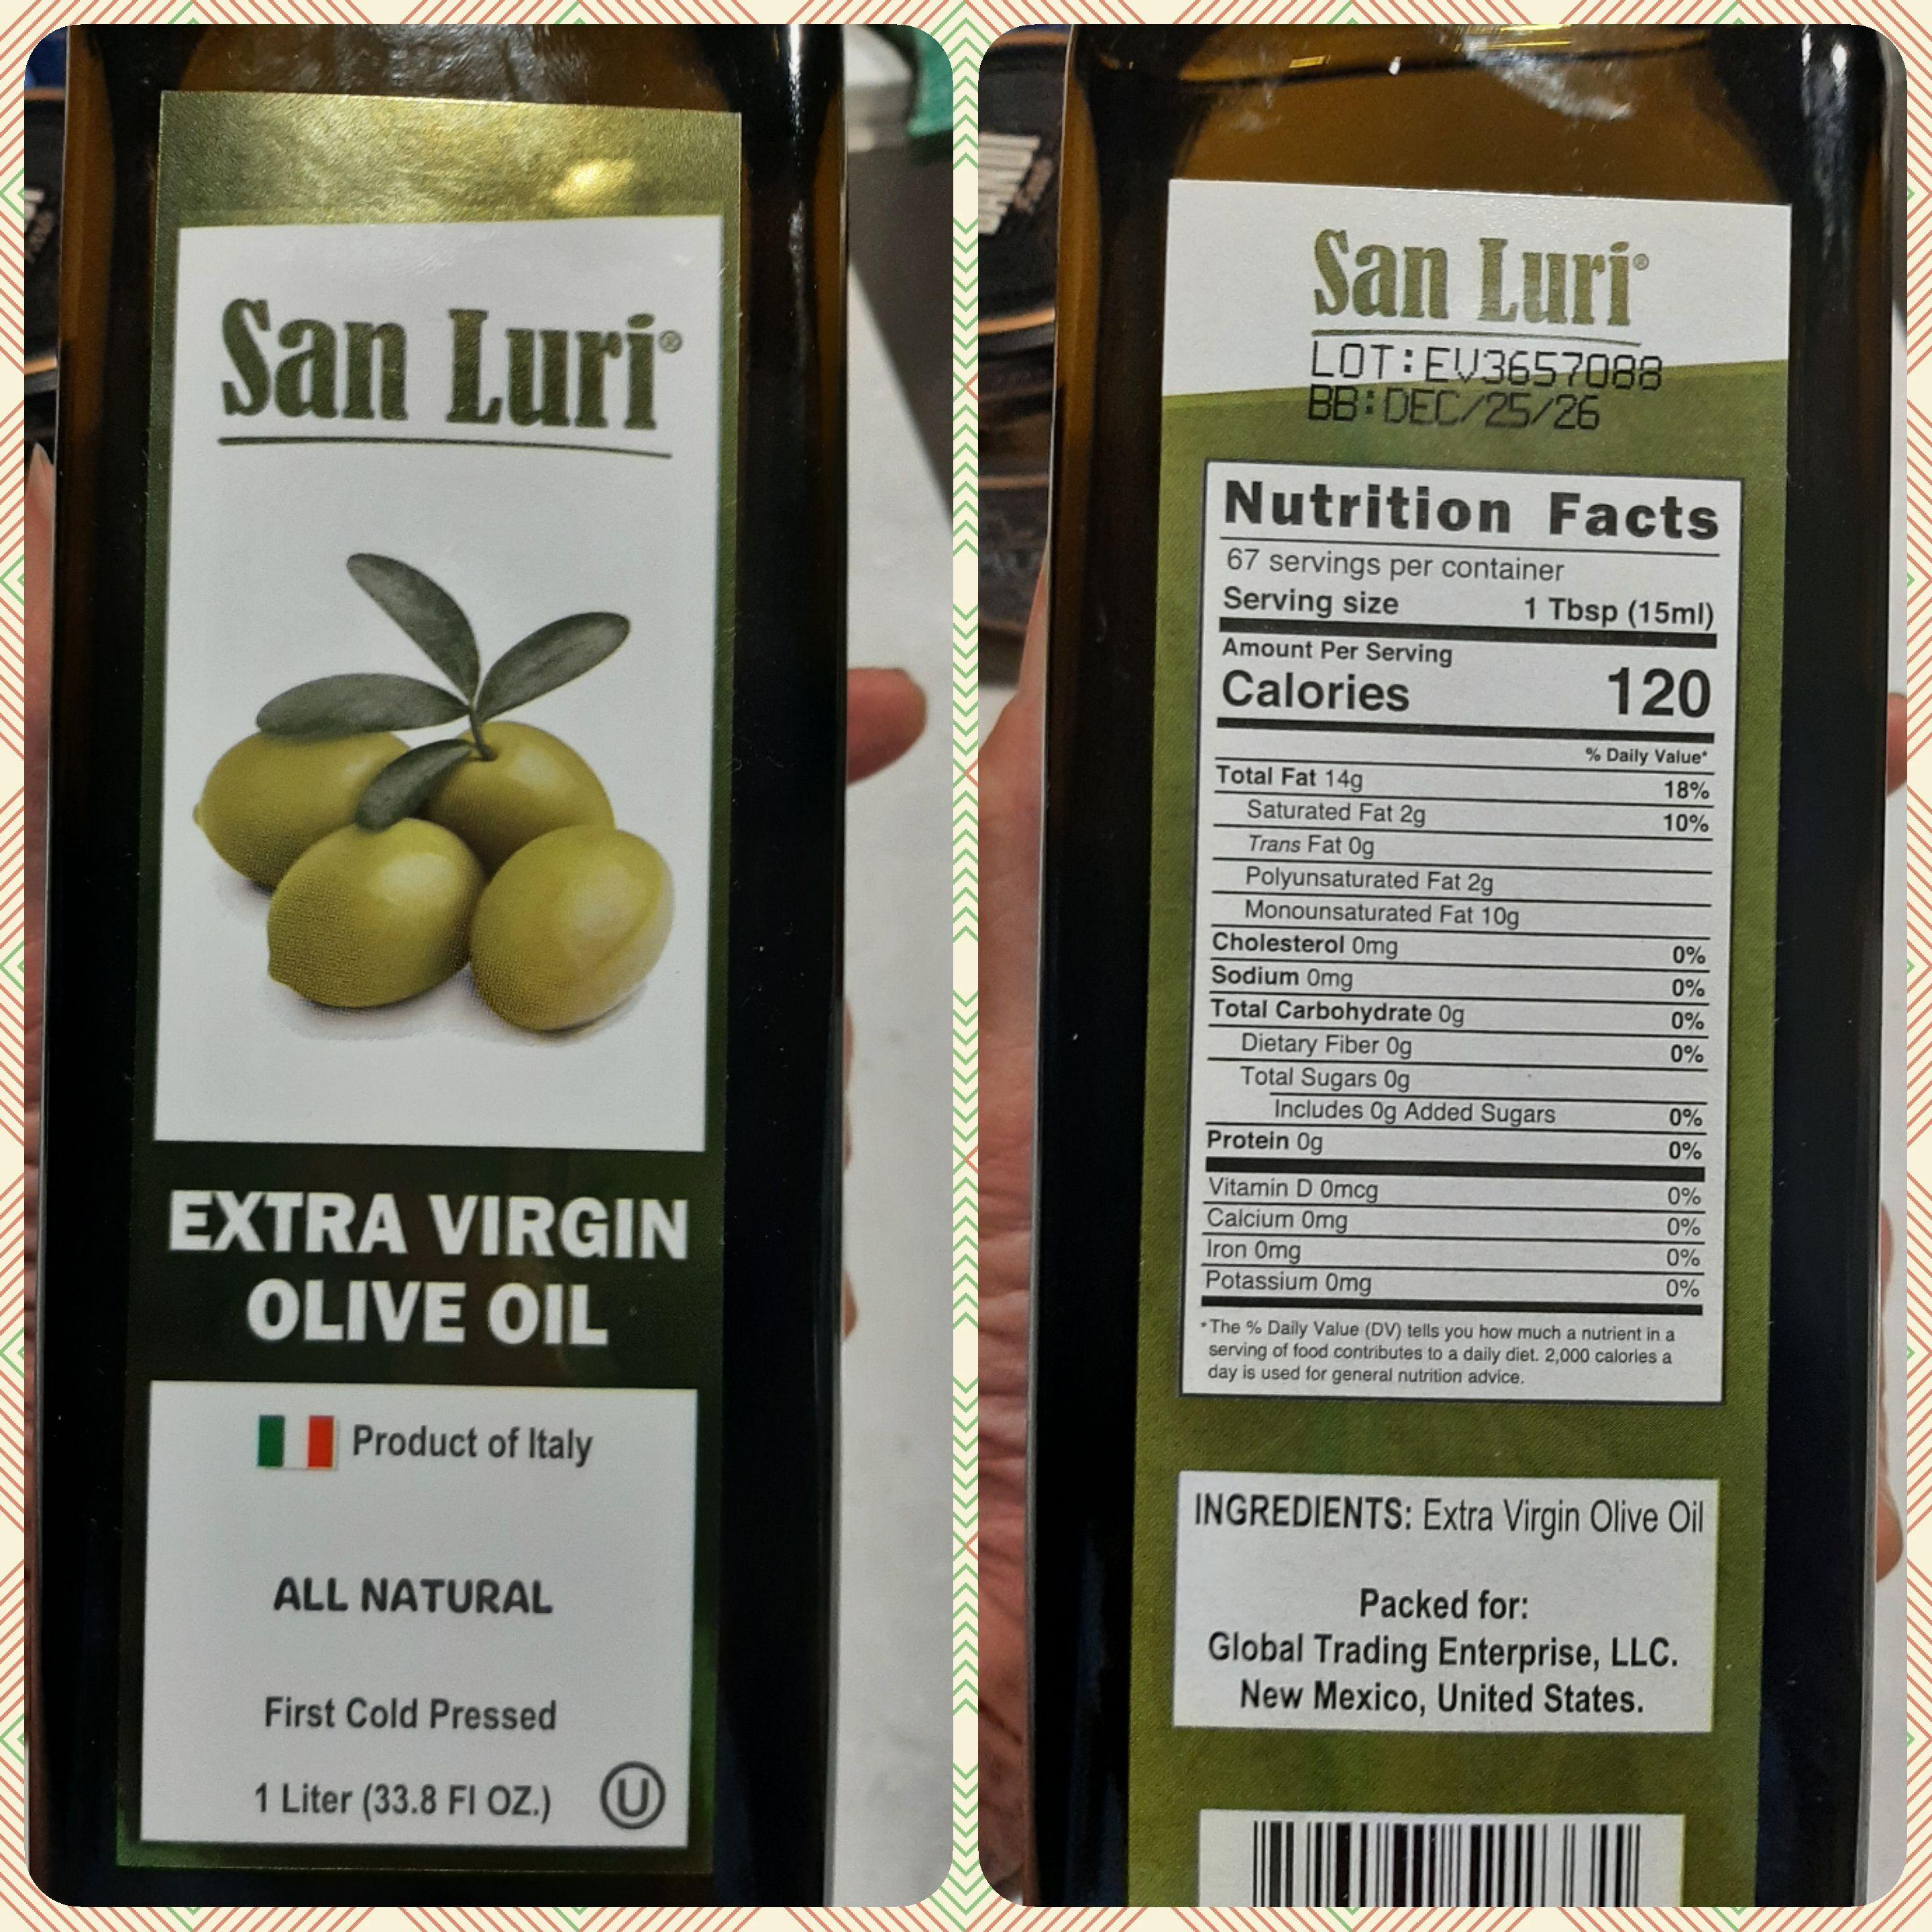 San Luri®
EXTRA VIRGIN
OLIVE OIL
Product of Italy
ALL NATURAL
First Cold Pressed
1 Liter (33.8 Fl OZ.)
U
San Luri®
LOT:EV3657088
BB:DEC/25/26
Nutrition Facts
67 servings per container
Serving size 1 Tbsp (15ml)
Amount Per Serving
Calories 120
% Daily Value*
Total Fat 14g 18%
Saturated Fat 2g 10%
Trans Fat 0g
Polyunsaturated Fat 2g
Monounsaturated Fat 10g
Cholesterol 0mg 0%
Sodium 0mg 0%
Total Carbohydrate 0g 0%
Dietary Fiber 0g 0%
Total Sugars 0g
Includes 0g Added Sugars 0%
Protein 0g 0%
Vitamin D 0mcg 0%
Calcium 0mg 0%
Iron 0mg 0%
Potassium 0mg 0%
*The % Daily Value (DV) tells you how much a nutrient in a
serving of food contributes to a daily diet. 2,000 calories a
day is used for general nutrition advice.
INGREDIENTS: Extra Virgin Olive Oil
Packed for:
Global Trading Enterprise, LLC.
New Mexico, United States.